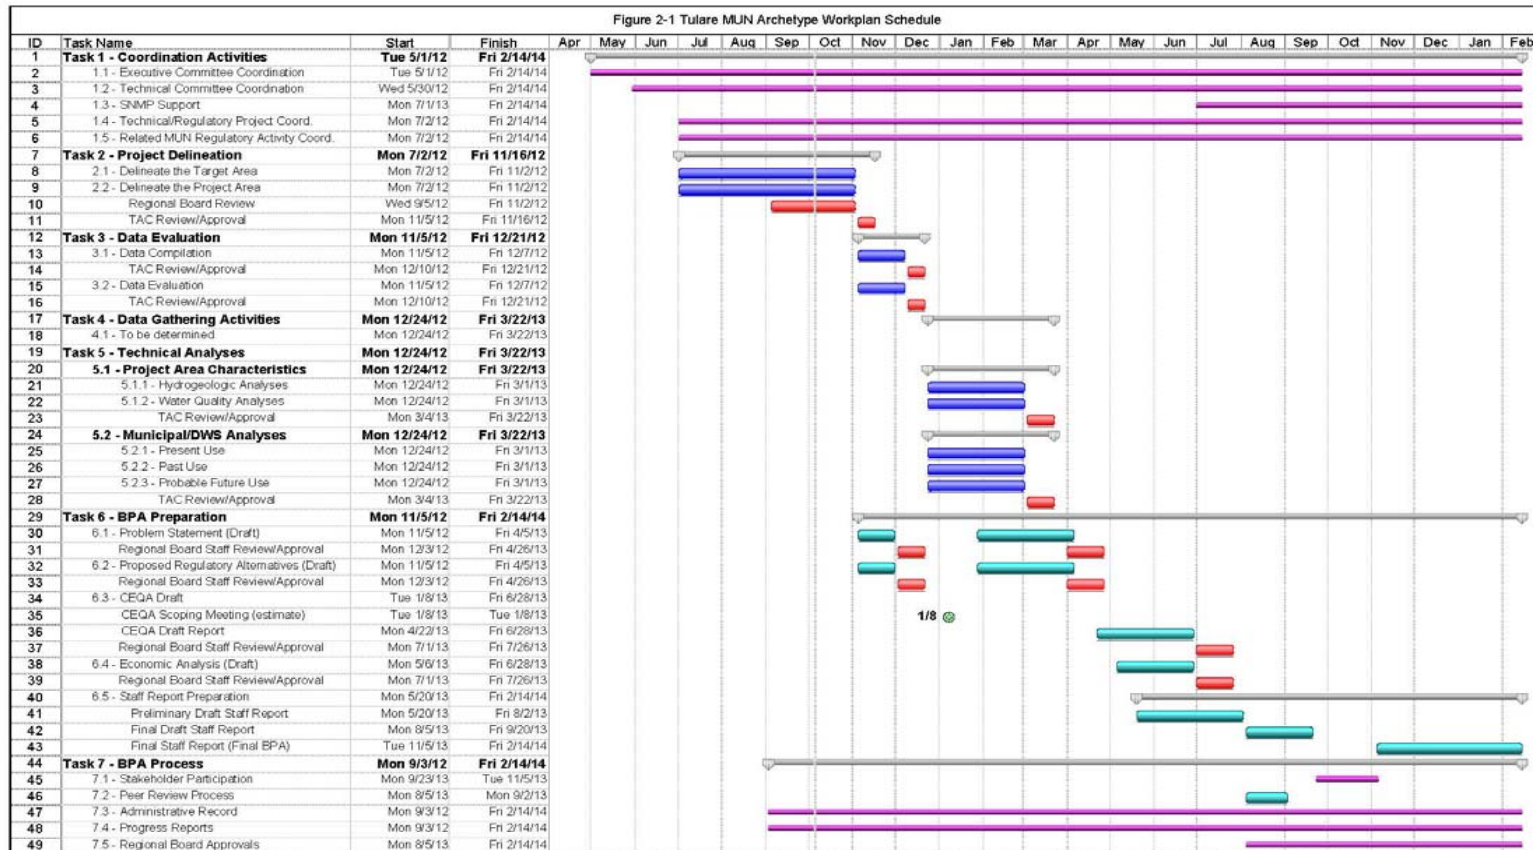 Figure 2-1 Tulare MUN Archetype Workplan Schedule
ID Task Name Start Finish Apr May Jun Jul Aug Sep Oct Nov Dec Jan Feb Mar Apr May Jun Jul Aug Sep Oct Nov Dec Jan Feb
1 Task 1 - Coordination Activities Tue 5/1/12 Fri 2/14/14
2 1.1 - Executive Committee Coordination Tue 5/1/12 Fri 2/14/14
3 1.2 - Technical Committee Coordination Wed 5/30/12 Fri 2/14/14
4 1.3 - SNMP Support Mon 7/1/13 Fri 2/14/14
5 1.4 - Technical/Regulatory Project Coord. Mon 7/2/12 Fri 2/14/14
6 1.5 - Related MUN Regulatory Activity Coord. Mon 7/2/12 Fri 2/14/14
7 Task 2 - Project Delineation Mon 7/2/12 Fri 11/16/12
8 2.1 - Delineate the Target Area Mon 7/2/12 Fri 11/2/12
9 2.2 - Delineate the Project Area Mon 7/2/12 Fri 11/2/12
10 Regional Board Review Wed 9/5/12 Fri 11/2/12
11 TAC Review/Approval Mon 11/5/12 Fri 11/16/12
12 Task 3 - Data Evaluation Mon 11/5/12 Fri 12/21/12
13 3.1 - Data Compilation Mon 11/5/12 Fri 12/7/12
14 TAC Review/Approval Mon 12/10/12 Fri 12/21/12
15 3.2 - Data Evaluation Mon 11/5/12 Fri 12/7/12
16 TAC Review/Approval Mon 12/10/12 Fri 12/21/12
17 Task 4 - Data Gathering Activities Mon 12/24/12 Fri 3/22/13
18 4.1 - To be determined Mon 12/24/12 Fri 3/22/13
19 Task 5 - Technical Analyses Mon 12/24/12 Fri 3/22/13
20 5.1 - Project Area Characteristics Mon 12/24/12 Fri 3/22/13
21 5.1.1 - Hydrogeologic Analyses Mon 12/24/12 Fri 3/1/13
22 5.1.2 - Water Quality Analyses Mon 12/24/12 Fri 3/1/13
23 TAC Review/Approval Mon 3/4/13 Fri 3/22/13
24 5.2 - Municipal/DWS Analyses Mon 12/24/12 Fri 3/22/13
25 5.2.1 - Present Use Mon 12/24/12 Fri 3/1/13
26 5.2.2 - Past Use Mon 12/24/12 Fri 3/1/13
27 5.2.3 - Probable Future Use Mon 12/24/12 Fri 3/1/13
28 TAC Review/Approval Mon 3/4/13 Fri 3/22/13
29 Task 6 - BPA Preparation Mon 11/5/12 Fri 2/14/14
30 6.1 - Problem Statement (Draft) Mon 11/5/12 Fri 4/5/13
31 Regional Board Staff Review/Approval Mon 12/3/12 Fri 4/26/13
32 6.2 - Proposed Regulatory Alternatives (Draft) Mon 11/5/12 Fri 4/5/13
33 Regional Board Staff Review/Approval Mon 12/3/12 Fri 4/26/13
34 6.3 - CEQA Draft Tue 1/8/13 Fri 6/28/13
35 CEQA Scoping Meeting (estimate) Tue 1/8/13 Tue 1/8/13 1/8
36 CEQA Draft Report Mon 4/22/13 Fri 6/28/13
37 Regional Board Staff Review/Approval Mon 7/1/13 Fri 7/26/13
38 6.4 - Economic Analysis (Draft) Mon 5/6/13 Fri 6/28/13
39 Regional Board Staff Review/Approval Mon 7/1/13 Fri 7/26/13
40 6.5 - Staff Report Preparation Mon 5/20/13 Fri 2/14/14
41 Preliminary Draft Staff Report Mon 5/20/13 Fri 8/2/13
42 Final Draft Staff Report Mon 8/5/13 Fri 9/20/13
43 Final Staff Report (Final BPA) Tue 11/5/13 Fri 2/14/14
44 Task 7 - BPA Process Mon 9/3/12 Fri 2/14/14
45 7.1 - Stakeholder Participation Mon 9/23/13 Tue 11/5/13
46 7.2 - Peer Review Process Mon 8/5/13 Mon 9/2/13
47 7.3 - Administrative Record Mon 9/3/12 Fri 2/14/14
48 7.4 - Progress Reports Mon 9/3/12 Fri 2/14/14
49 7.5 - Regional Board Approvals Mon 8/5/13 Fri 2/14/14